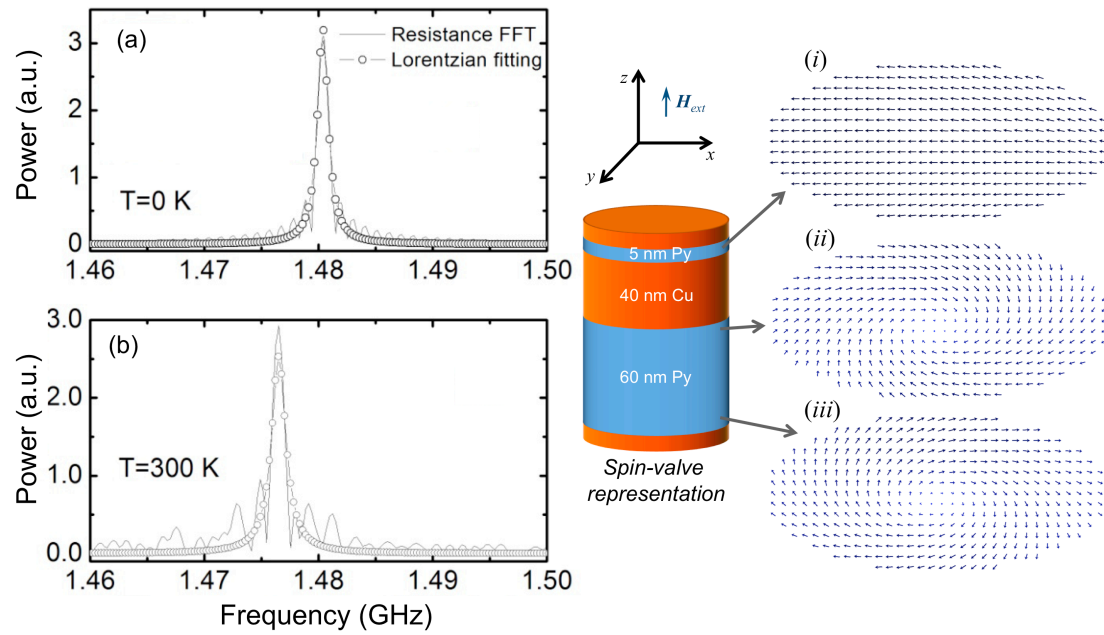 (a)
Resistance FFT
Lorentzian fitting
Power (a.u.)
3
2
1
0
T=0 K
1.46
1.47
1.48
1.49
1.50
(b)
Power (a.u.)
3.0
2.0
1.0
0.0
T=300 K
1.46
1.47
1.48
1.49
1.50
Frequency (GHz)
z
H ext
x
y
5 nm Py
40 nm Cu
60 nm Py
Spin-valve
representation
(i)
(ii)
(iii)